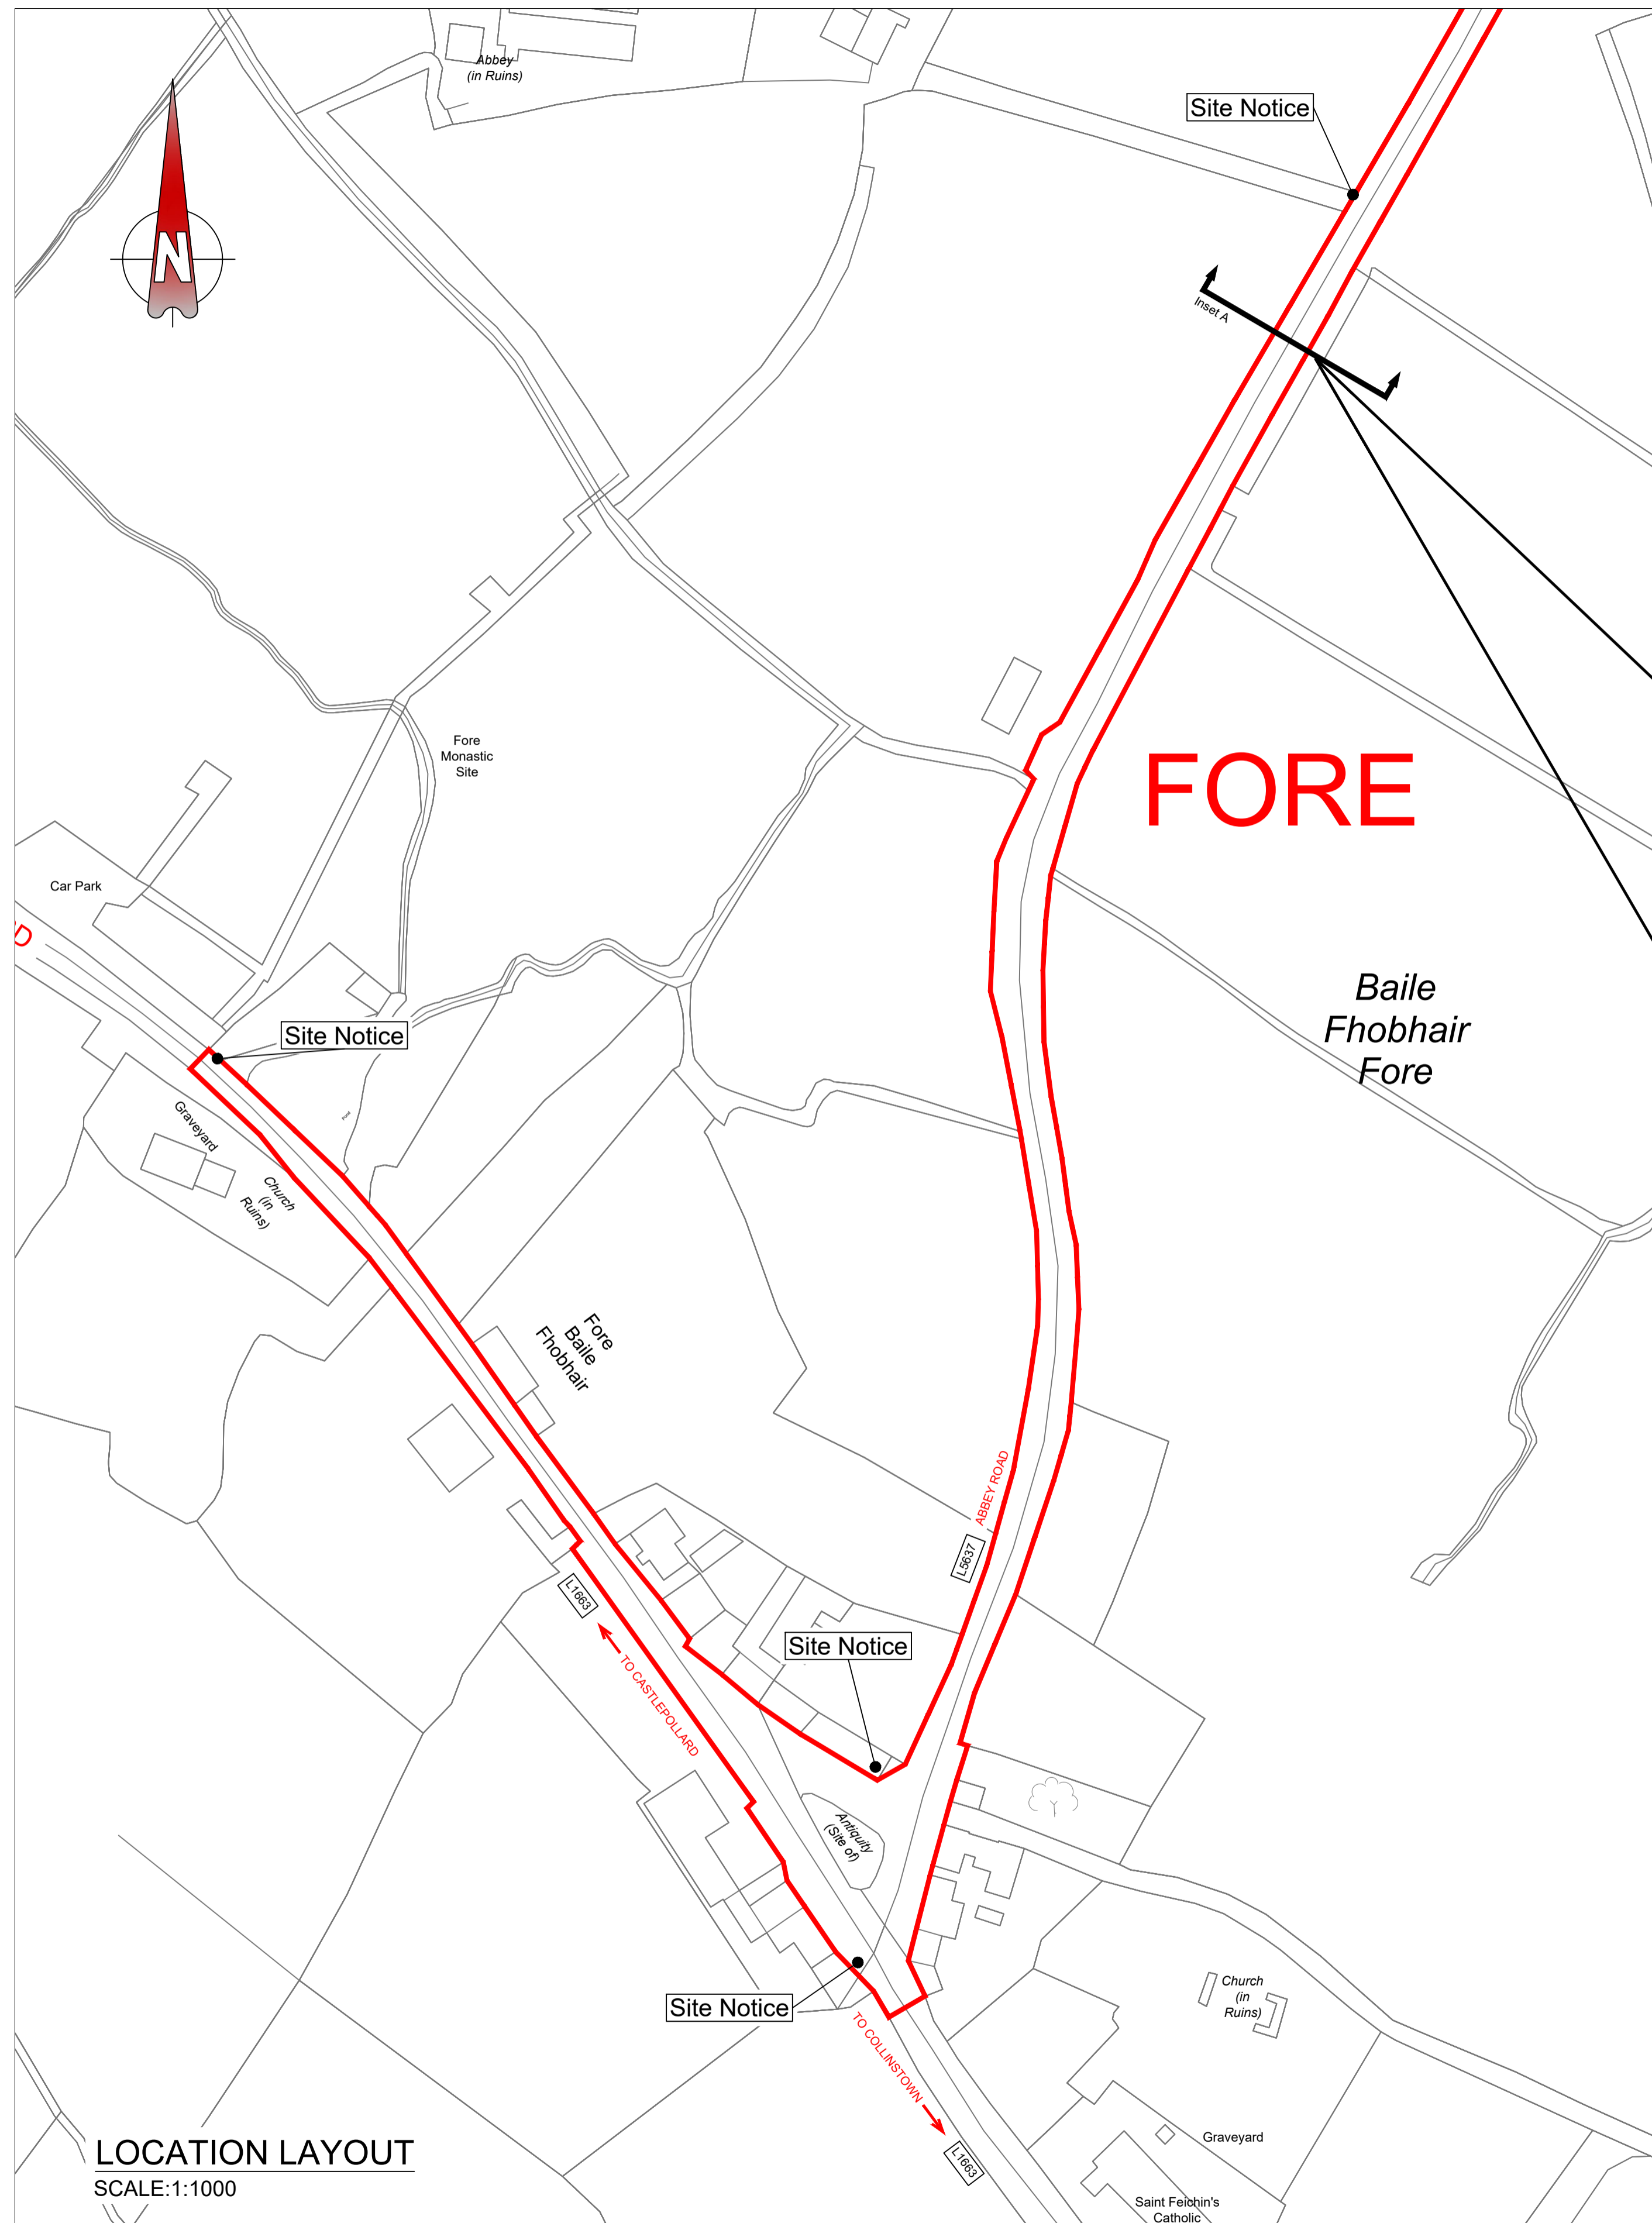 Abbey
(in Ruins)
Site Notice
N
Inset A
Fore
Monastic
Site
FORE
Car Park
D
Baile
Fhobhair
Fore
Site Notice
Graveyard
Church
(in
Ruins)
Fore
Baile
Fhobhair
ABBEY ROAD
L5637
L1663
TO CASTLEPOLLARD
Site Notice
Antiquity
(Site of)
Site Notice
TO COLLINSTOWN
L1663
Church
(in
Ruins)
Graveyard
Saint Feichin's
Catholic
LOCATION LAYOUT
SCALE:1:1000